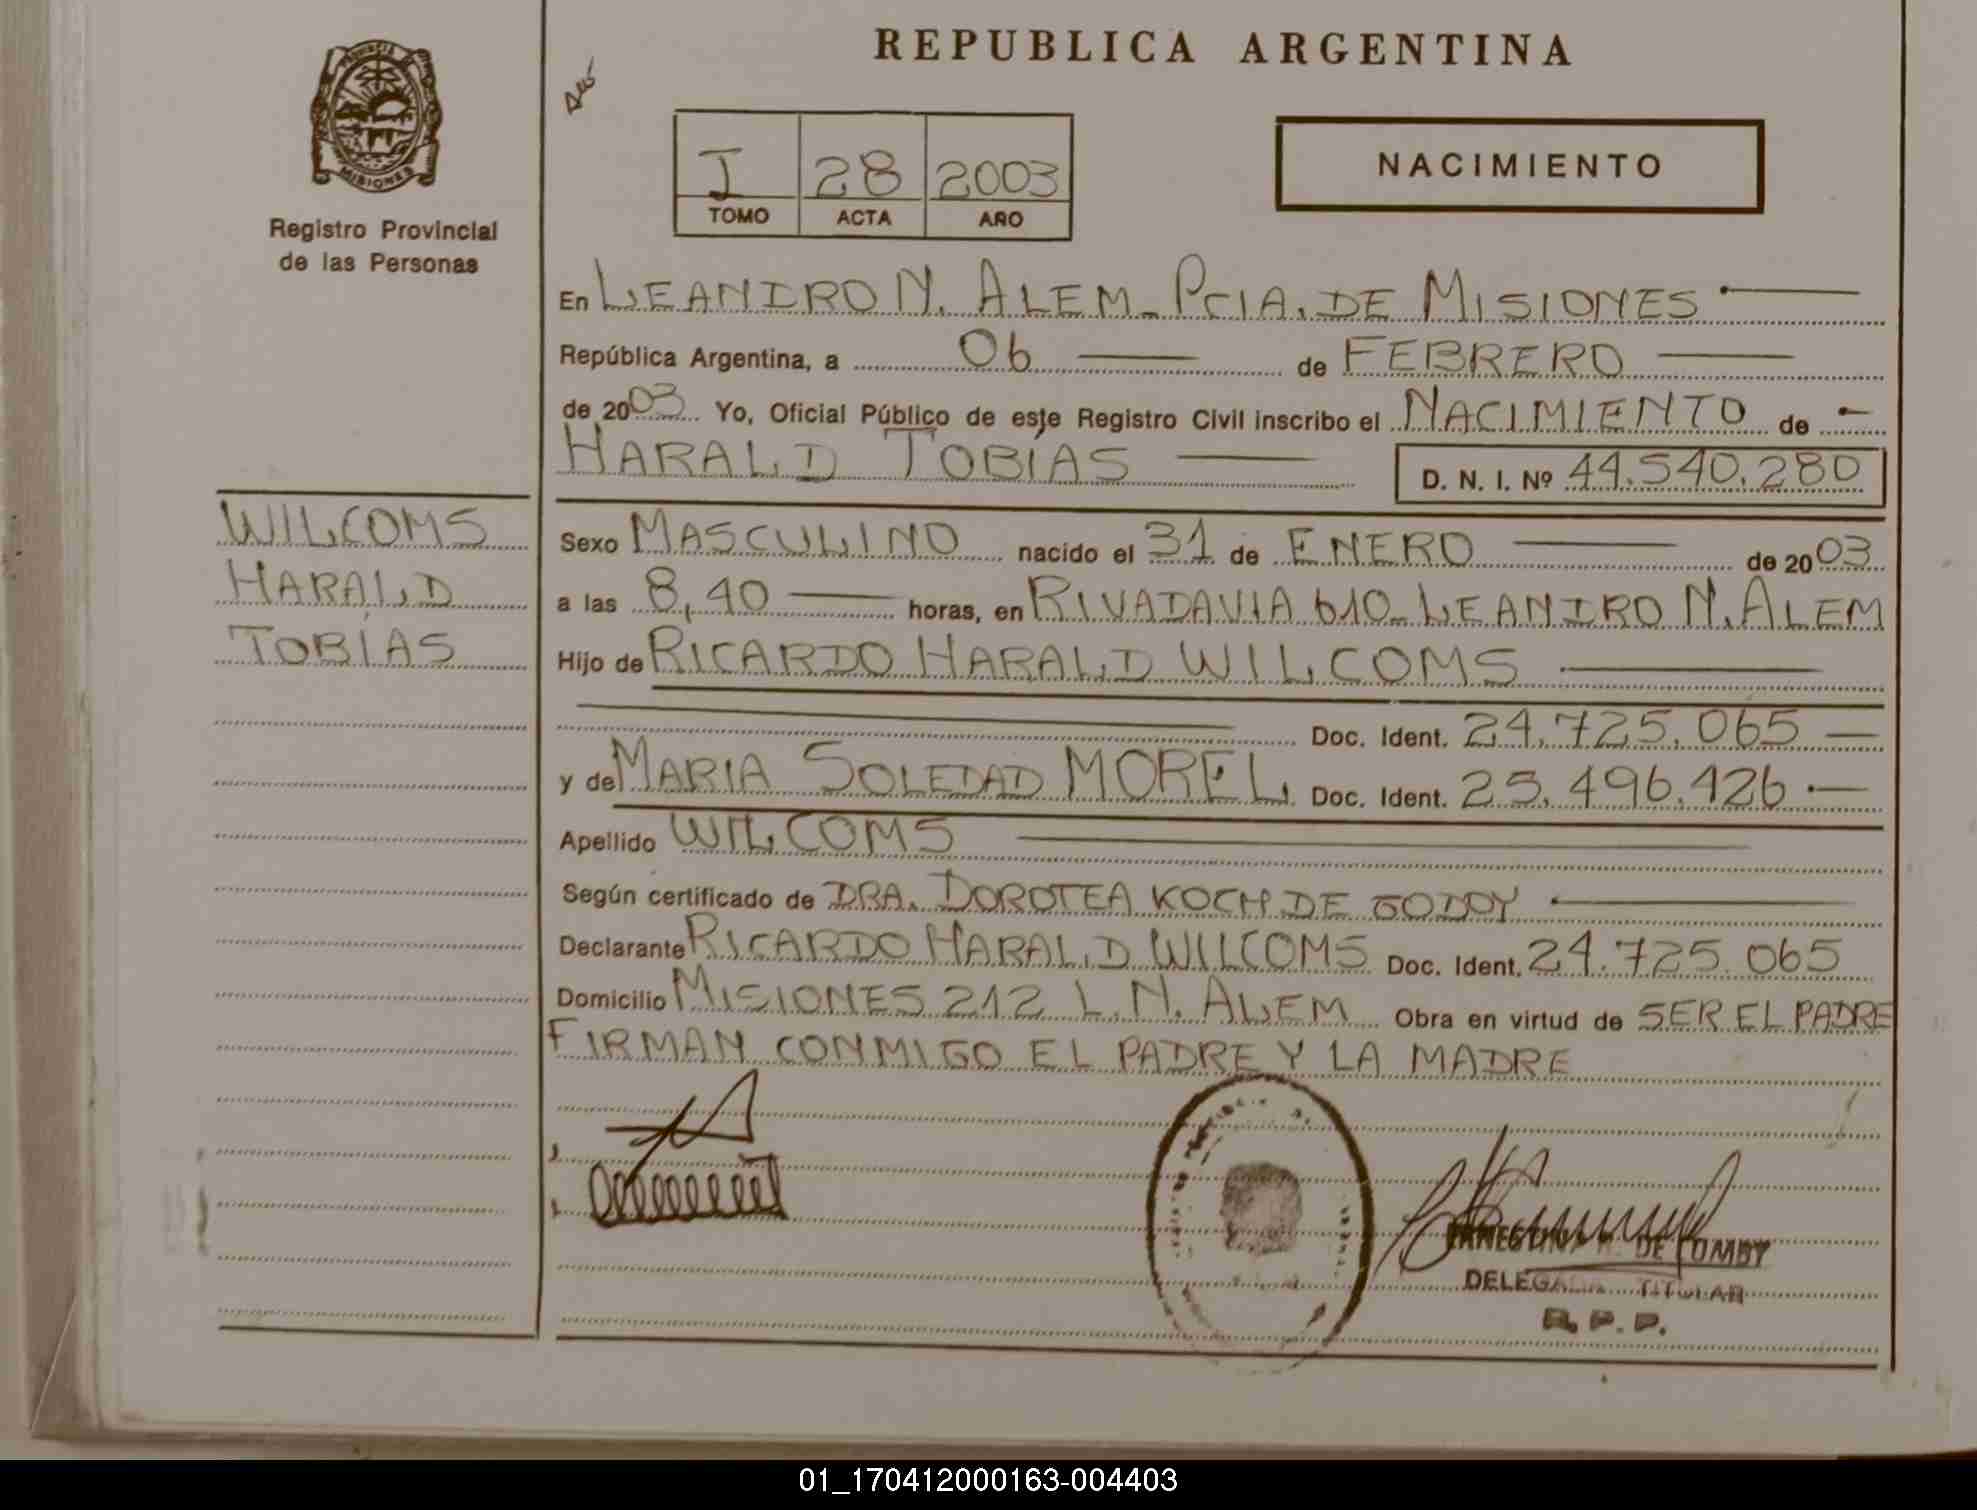 REPUBLICA ARGENTINA
PROVINCIA DE
MISIONES
Registro Provincial
de las Personas
I 28 2003
TOMO ACTA AÑO
NACIMIENTO
En LEANDRO N. ALEM - PCIA. DE MISIONES
República Argentina, a 06 de FEBRERO
de 2003 Yo, Oficial Público de este Registro Civil inscribo el NACIMIENTO de
HARALD TOBÍAS D. N. I. Nº 44.540.280
WILCOMS
HARALD
TOBÍAS
Sexo MASCULINO nacido el 31 de ENERO de 2003
a las 8,40 horas, en RIVADAVIA 610 - LEANDRO N. ALEM
Hijo de RICARDO HARALD WILCOMS
Doc. Ident. 24.725.065
y de MARIA SOLEDAD MOREL Doc. Ident. 25.496.426
Apellido WILCOMS
Según certificado de DRA. DOROTEA KOCH DE GODOY
Declarante RICARDO HARALD WILCOMS Doc. Ident. 24.725.065
Domicilio MISIONES 212 L.N. ALEM Obra en virtud de SER EL PADRE
FIRMAN CONMIGO EL PADRE Y LA MADRE
DE
DELEGADA TITULAR
R. P. P.
01_170412000163-004403